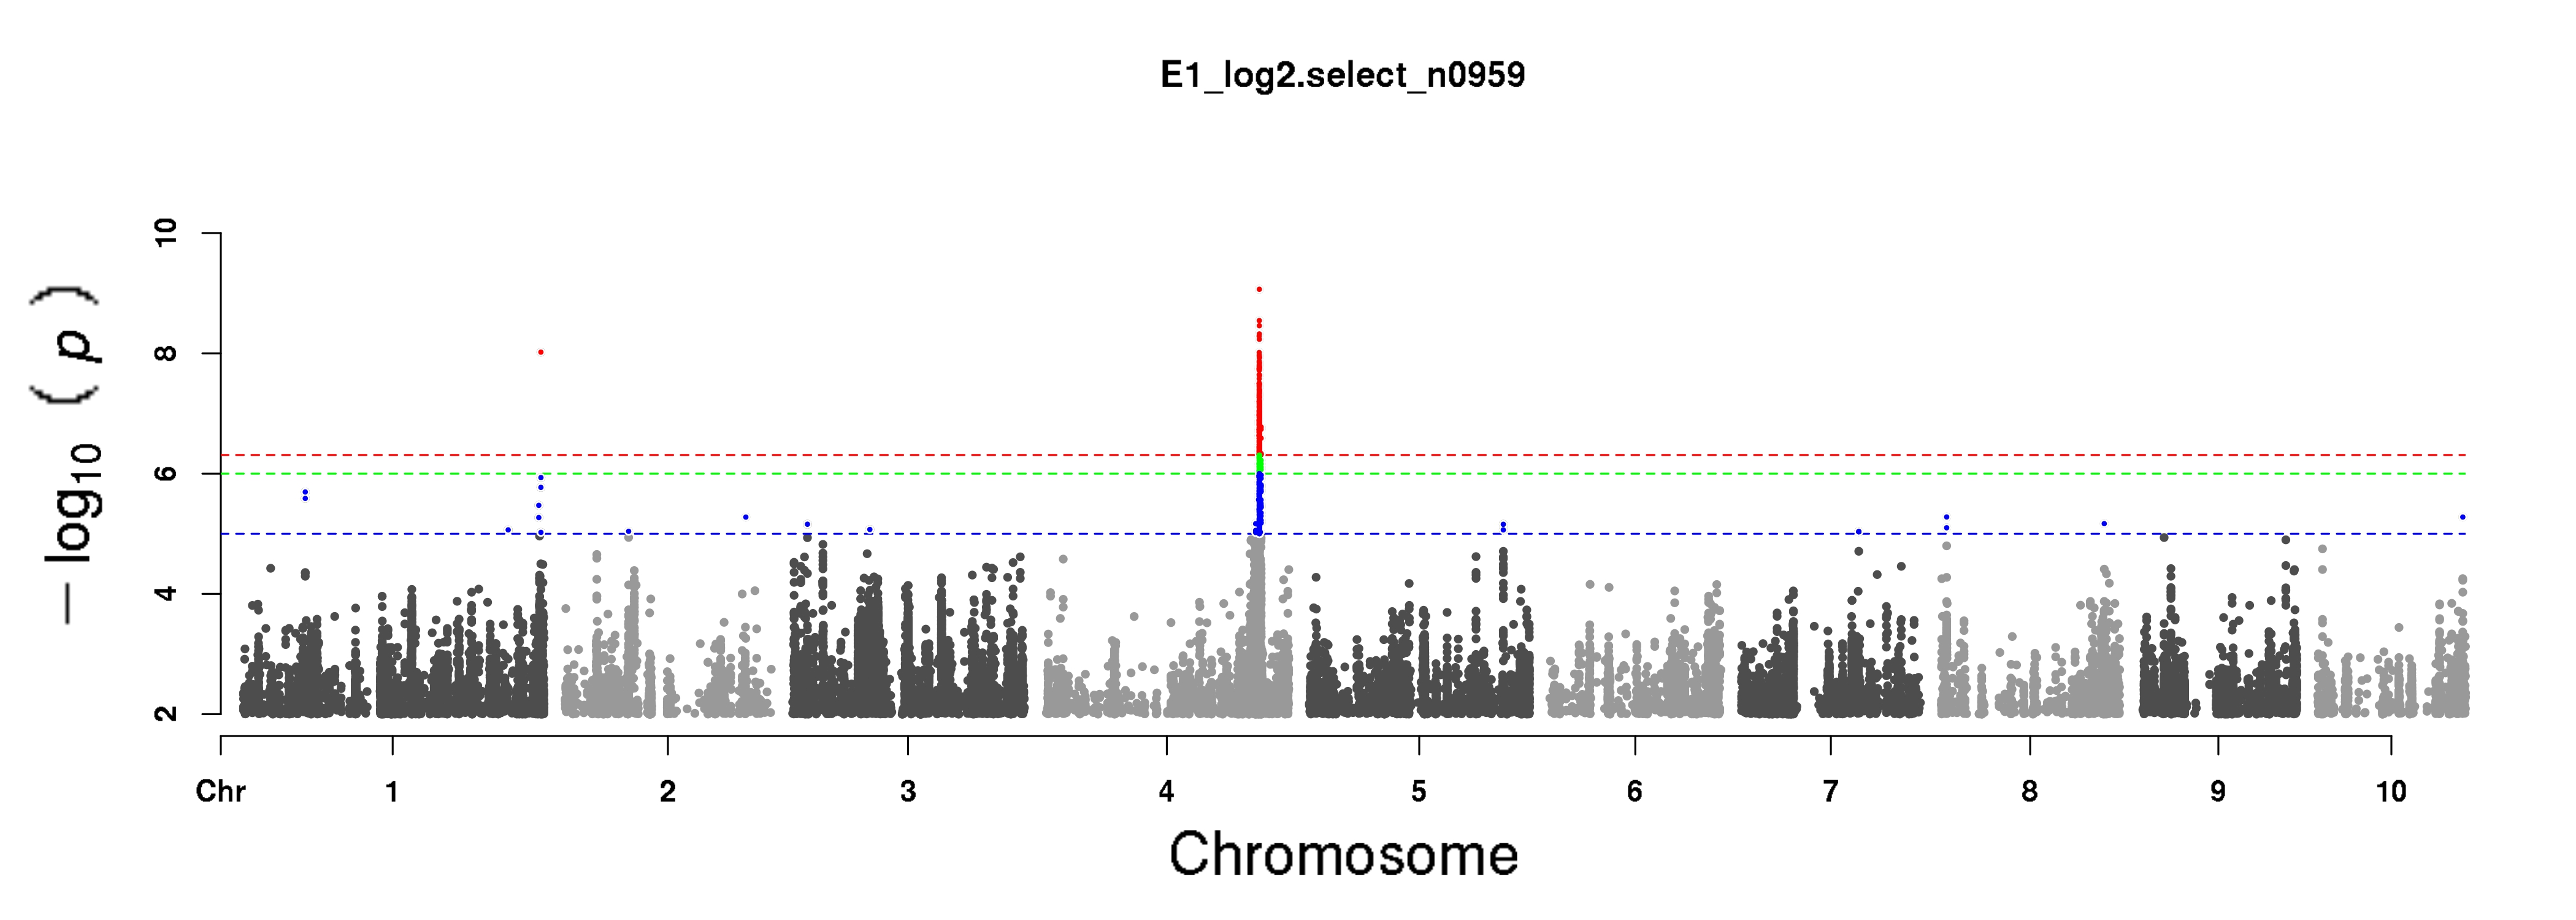 E1_log2.select_n0959
10
8
6
4
2
− log10 ( p )
Chr 1 2 3 4 5 6 7 8 9 10
Chromosome